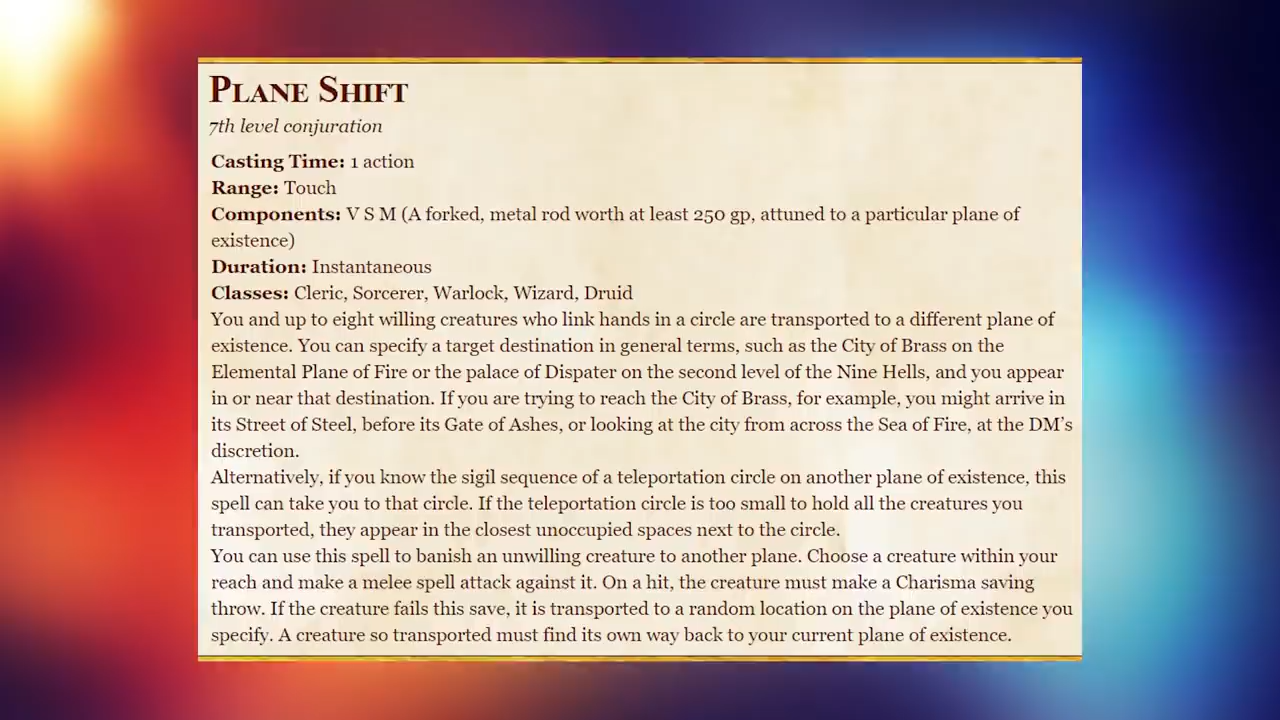 Plane Shift
7th level conjuration
Casting Time: 1 action
Range: Touch
Components: V S M (A forked, metal rod worth at least 250 gp, attuned to a particular plane of
existence)
Duration: Instantaneous
Classes: Cleric, Sorcerer, Warlock, Wizard, Druid
You and up to eight willing creatures who link hands in a circle are transported to a different plane of
existence. You can specify a target destination in general terms, such as the City of Brass on the
Elemental Plane of Fire or the palace of Dispater on the second level of the Nine Hells, and you appear
in or near that destination. If you are trying to reach the City of Brass, for example, you might arrive in
its Street of Steel, before its Gate of Ashes, or looking at the city from across the Sea of Fire, at the DM's
discretion.
Alternatively, if you know the sigil sequence of a teleportation circle on another plane of existence, this
spell can take you to that circle. If the teleportation circle is too small to hold all the creatures you
transported, they appear in the closest unoccupied spaces next to the circle.
You can use this spell to banish an unwilling creature to another plane. Choose a creature within your
reach and make a melee spell attack against it. On a hit, the creature must make a Charisma saving
throw. If the creature fails this save, it is transported to a random location on the plane of existence you
specify. A creature so transported must find its own way back to your current plane of existence.